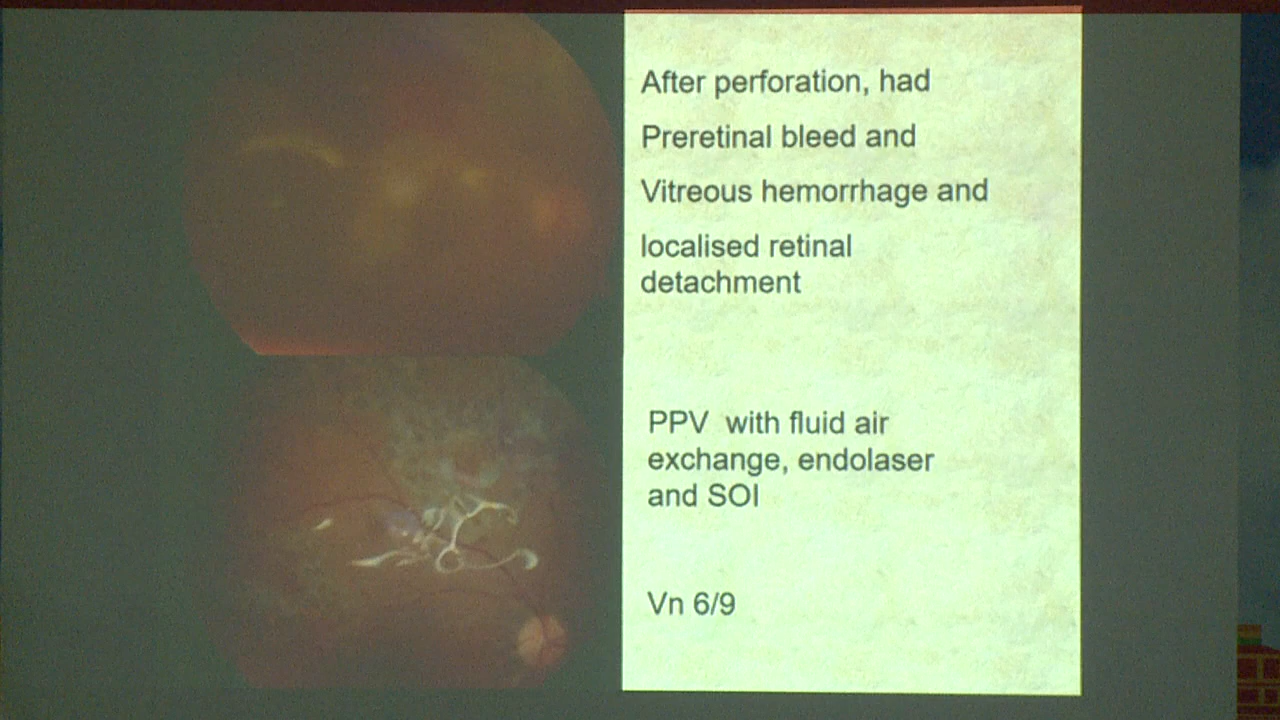 After perforation, had
Preretinal bleed and
Vitreous hemorrhage and
localised retinal
detachment
PPV with fluid air
exchange, endolaser
and SOI
Vn 6/9